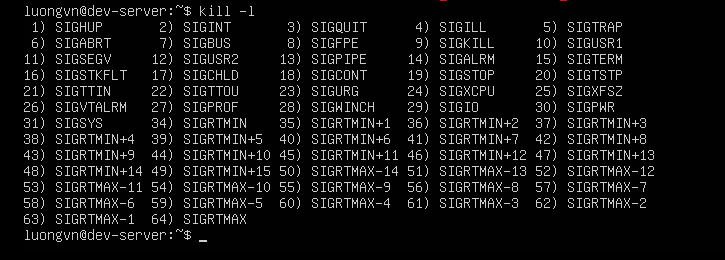 luongvn@dev-server:~$ kill -l
 1) SIGHUP       2) SIGINT       3) SIGQUIT      4) SIGILL       5) SIGTRAP
 6) SIGABRT      7) SIGBUS       8) SIGFPE       9) SIGKILL     10) SIGUSR1
11) SIGSEGV     12) SIGUSR2     13) SIGPIPE     14) SIGALRM     15) SIGTERM
16) SIGSTKFLT   17) SIGCHLD     18) SIGCONT     19) SIGSTOP     20) SIGTSTP
21) SIGTTIN     22) SIGTTOU     23) SIGURG      24) SIGXCPU     25) SIGXFSZ
26) SIGVTALRM   27) SIGPROF     28) SIGWINCH    29) SIGIO       30) SIGPWR
31) SIGSYS      34) SIGRTMIN    35) SIGRTMIN+1  36) SIGRTMIN+2  37) SIGRTMIN+3
38) SIGRTMIN+4  39) SIGRTMIN+5  40) SIGRTMIN+6  41) SIGRTMIN+7  42) SIGRTMIN+8
43) SIGRTMIN+9  44) SIGRTMIN+10 45) SIGRTMIN+11 46) SIGRTMIN+12 47) SIGRTMIN+13
48) SIGRTMIN+14 49) SIGRTMIN+15 50) SIGRTMAX-14 51) SIGRTMAX-13 52) SIGRTMAX-12
53) SIGRTMAX-11 54) SIGRTMAX-10 55) SIGRTMAX-9  56) SIGRTMAX-8  57) SIGRTMAX-7
58) SIGRTMAX-6  59) SIGRTMAX-5  60) SIGRTMAX-4  61) SIGRTMAX-3  62) SIGRTMAX-2
63) SIGRTMAX-1  64) SIGRTMAX
luongvn@dev-server:~$ _